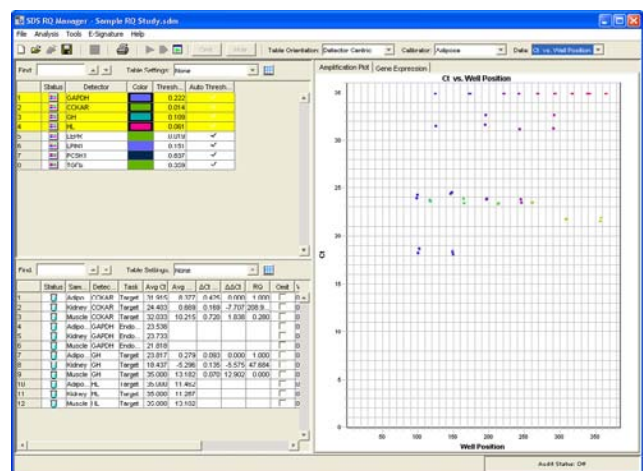 SDS RQ Manager - Sample RQ Study.sdm
File Analysis Tools E-Signature Help
Table Orientation: Detector Centric Calibrator: Adipose Data: Ct vs. Well Position
Find: Table Settings: None
Status Detector Color Thresh... Auto Thresh...
1 GAPDH 0.222
2 CCKAR 0.014
3 GH 0.109
4 HL 0.061
5 LEPR 0.019
6 LPIN1 0.151
7 PCSK1
8 0.339
Find: Table Settings: None
Status Sam... Detec... Task Avg Ct Avg ... ΔCt ΔΔCt RQ Omit
1 Adipo... CCKAR Target 31.915 8.377 0.425 0.000 1.000
2 Kidney CCKAR Target 24.403 0.669 0.169 -7.707 208.9...
3 Muscle CCKAR Target 32.033 10.215 0.720 1.838 0.280
4 Adipo... GAPDH Endo... 23.538
5 Kidney GAPDH Endo... 23.733
6 Muscle GAPDH Endo... 21.818
7 Adipo... GH Target 23.817 0.279 0.093 0.000 1.000
8 Kidney GH Target 18.437 -5.296 0.135 -5.575 47.664
9 Muscle GH Target 35.000 13.182 0.070 12.902 0.000
10 Adipo... HL Target 35.000 11.462
11 Kidney HL Target 35.000 11.267
12 Muscle HL Target 35.000 13.182
Amplification Plot Gene Expression
Ct vs. Well Position
35
30
25
20
15
10
5
0
Ct
50 100 150 200 250 300 350
Well Position
Audit Status: Off